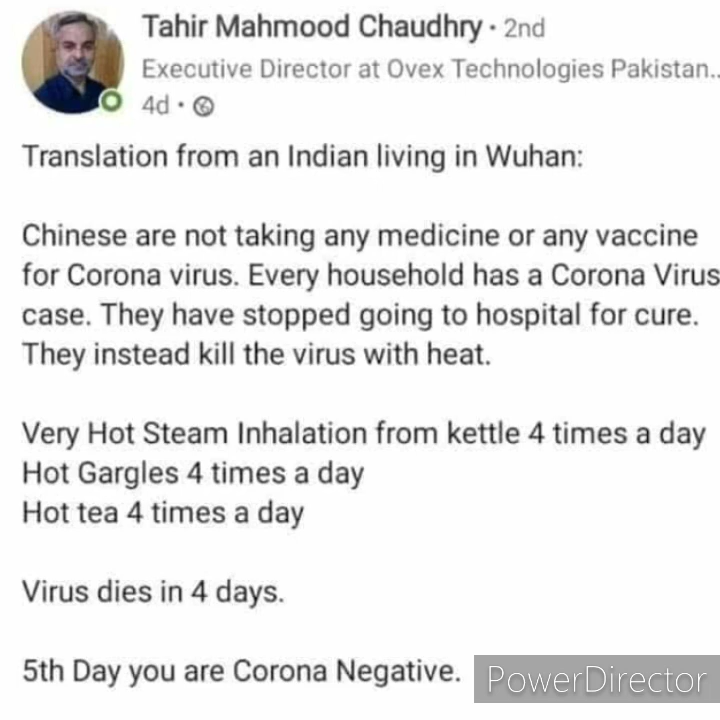 Tahir Mahmood Chaudhry · 2nd
Executive Director at Ovex Technologies Pakistan..
4d ·
Translation from an Indian living in Wuhan:
Chinese are not taking any medicine or any vaccine
for Corona virus. Every household has a Corona Virus
case. They have stopped going to hospital for cure.
They instead kill the virus with heat.
Very Hot Steam Inhalation from kettle 4 times a day
Hot Gargles 4 times a day
Hot tea 4 times a day
Virus dies in 4 days.
5th Day you are Corona Negative.
PowerDirector